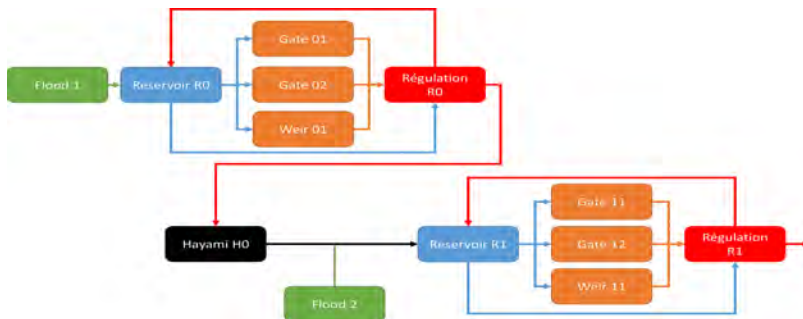 Gate 01
Flood 1
Reservoir R0
Gate 02
Régulation
R0
Weir 01
Gate 11
Hayami H0
Reservoir R1
Gate 12
Régulation
R1
Flood 2
Weir 11